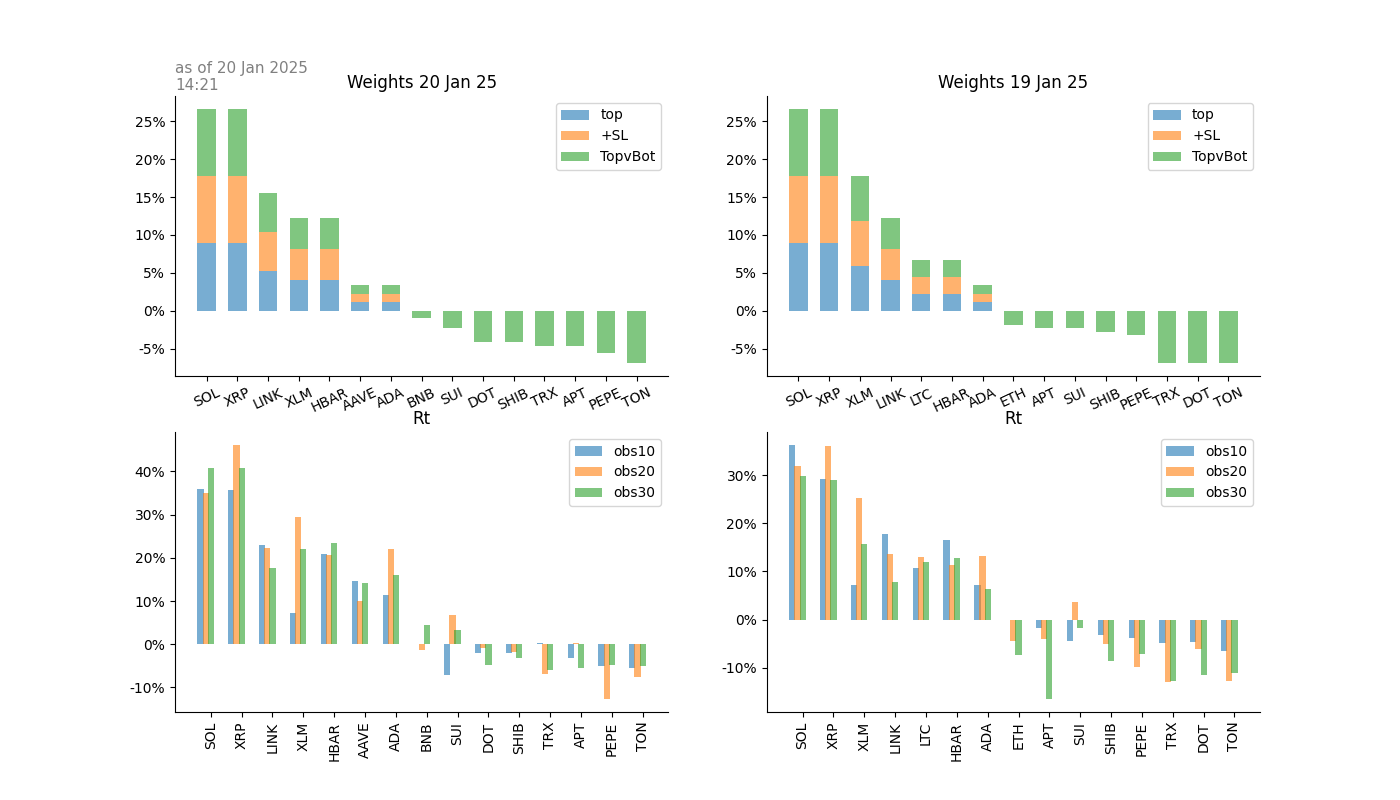 as of 20 Jan 2025
14:21
Weights 20 Jan 25
25%
20%
15%
10%
5%
0%
-5%
top
+SL
TopvBot
SOL XRP LINK XLM HBAR AAVE ADA BNB SUI DOT SHIB TRX APT PEPE TON
Weights 19 Jan 25
25%
20%
15%
10%
5%
0%
-5%
top
+SL
TopvBot
SOL XRP XLM LINK LTC HBAR ADA ETH APT SUI SHIB PEPE TRX DOT TON
Rt
40%
30%
20%
10%
0%
-10%
obs10
obs20
obs30
SOL XRP LINK XLM HBAR AAVE ADA BNB SUI DOT SHIB TRX APT PEPE TON
Rt
30%
20%
10%
0%
-10%
obs10
obs20
obs30
SOL XRP XLM LINK LTC HBAR ADA ETH APT SUI SHIB PEPE TRX DOT TON